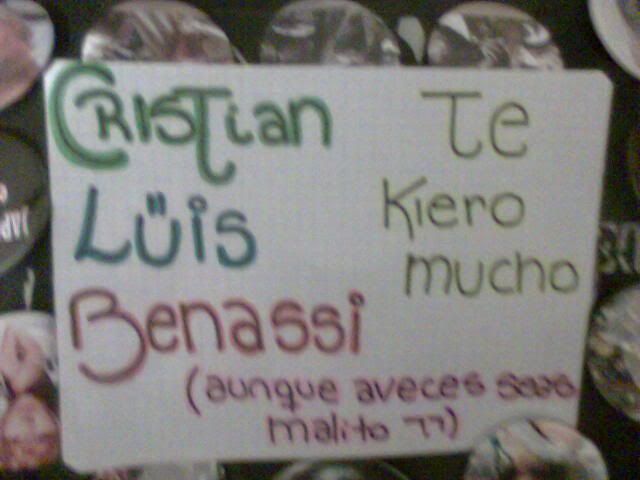 Cristian
Lüis
Benassi
Te
Kiero
mucho
(aunque aveces seas
malito ¬¬)